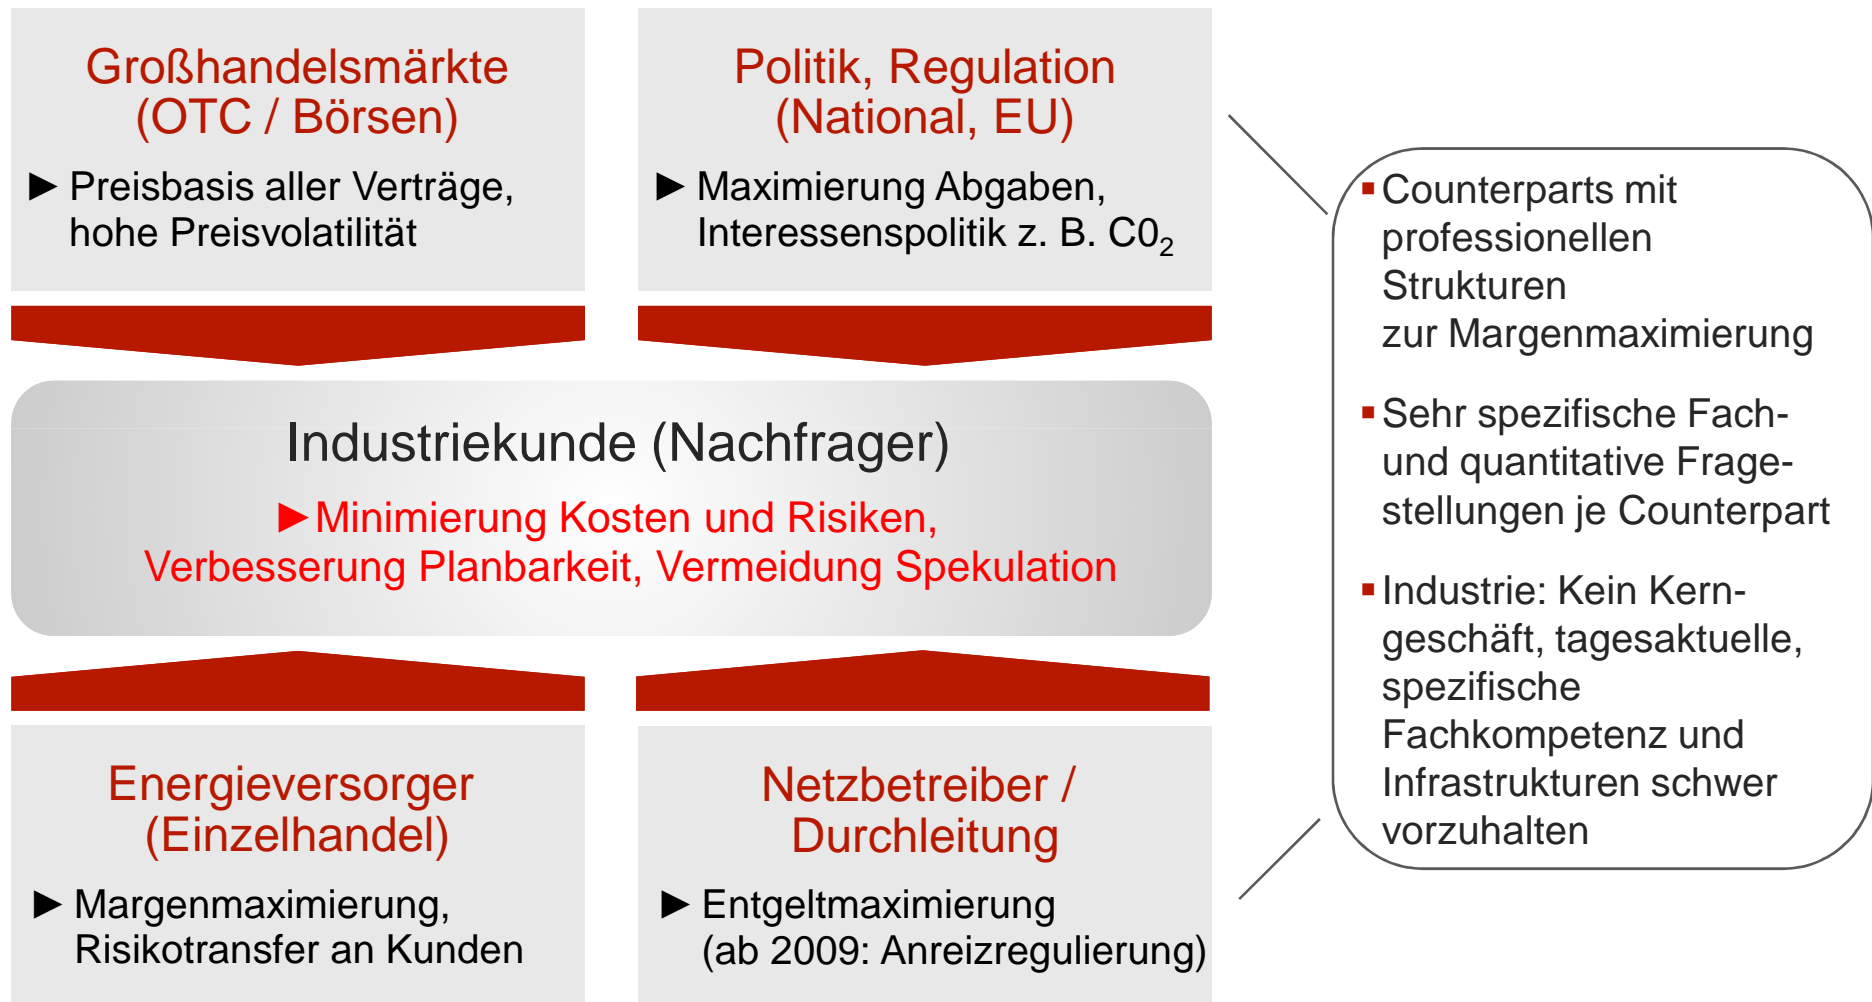 Großhandelsmärkte
(OTC / Börsen)
► Preisbasis aller Verträge,
hohe Preisvolatilität
Politik, Regulation
(National, EU)
► Maximierung Abgaben,
Interessenspolitik z. B. C0₂
Industriekunde (Nachfrager)
►Minimierung Kosten und Risiken,
Verbesserung Planbarkeit, Vermeidung Spekulation
Energieversorger
(Einzelhandel)
► Margenmaximierung,
Risikotransfer an Kunden
Netzbetreiber /
Durchleitung
► Entgeltmaximierung
(ab 2009: Anreizregulierung)
▪ Counterparts mit
professionellen
Strukturen
zur Margenmaximierung
▪ Sehr spezifische Fach-
und quantitative Frage-
stellungen je Counterpart
▪ Industrie: Kein Kern-
geschäft, tagesaktuelle,
spezifische
Fachkompetenz und
Infrastrukturen schwer
vorzuhalten